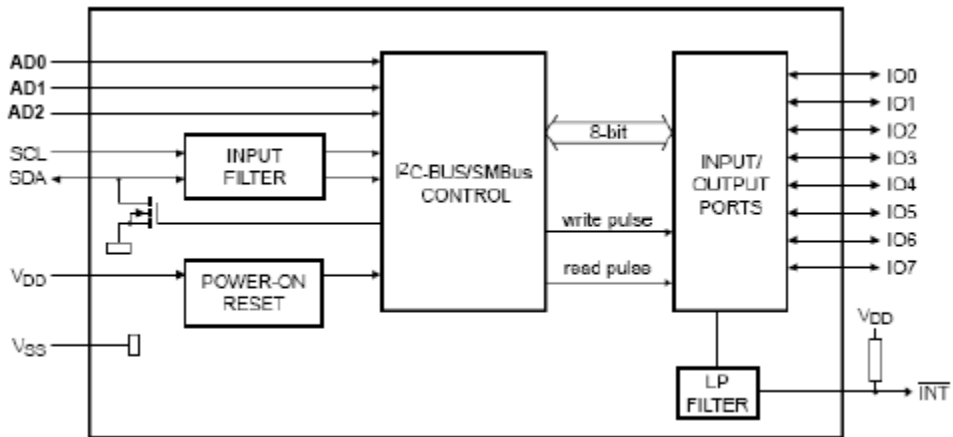 AD0
AD1
AD2
SCL
SDA
VDD
VSS
INPUT
FILTER
POWER-ON
RESET
I²C-BUS/SMBus
CONTROL
8-bit
write pulse
read pulse
INPUT/
OUTPUT
PORTS
LP
FILTER
IO0
IO1
IO2
IO3
IO4
IO5
IO6
IO7
VDD
INT